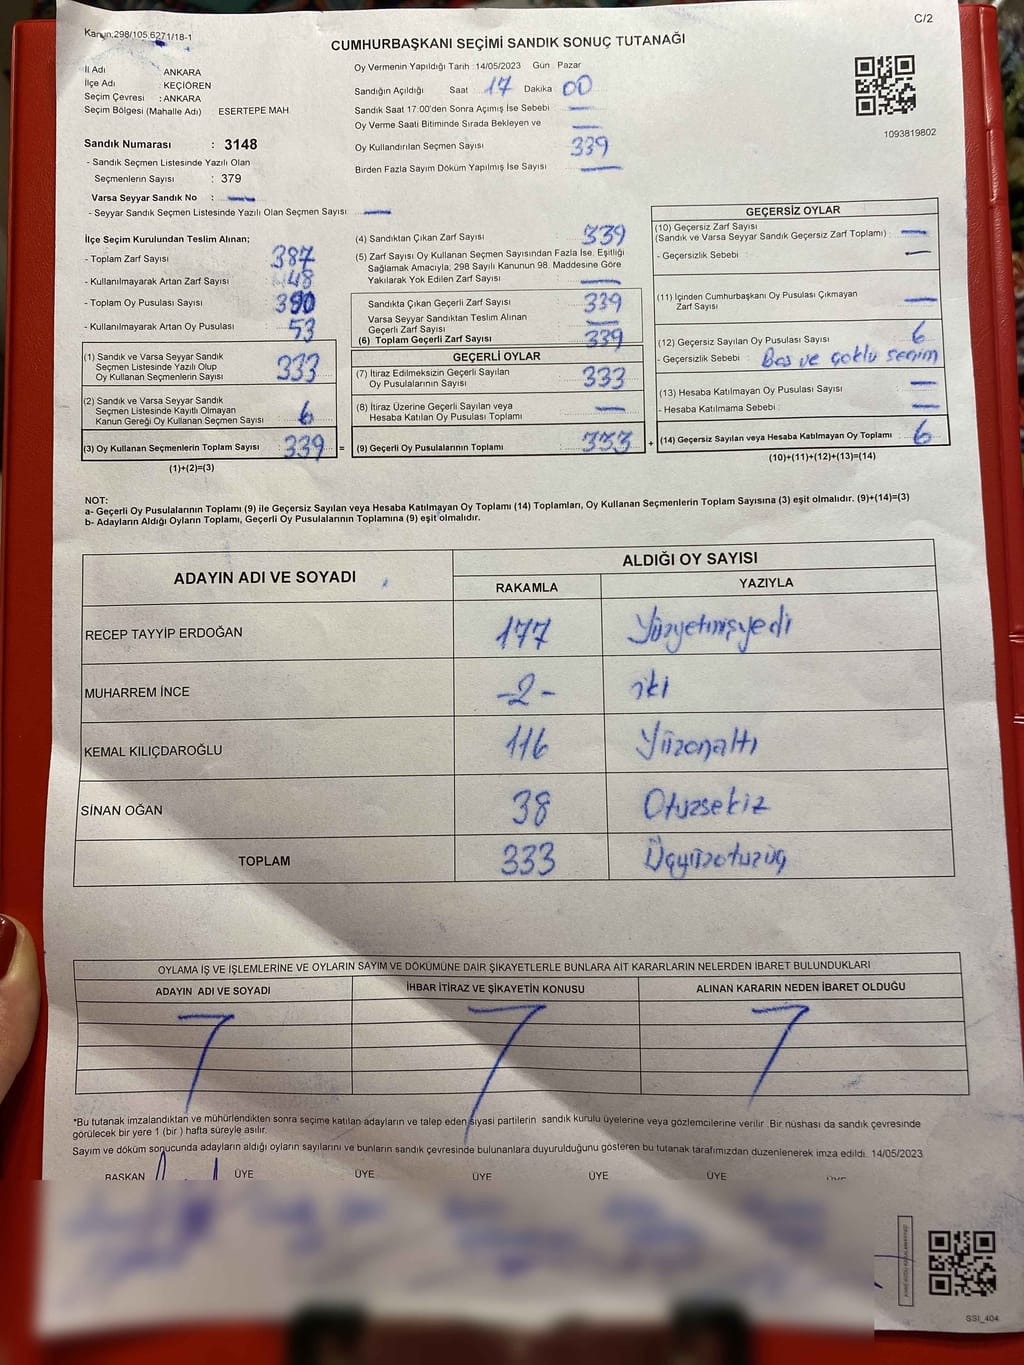 Kanun,298/105,6271/18-1
C/2
CUMHURBAŞKANI SEÇİMİ SANDIK SONUÇ TUTANAĞI
İl Adı : ANKARA
İlçe Adı : KEÇİÖREN
Seçim Çevresi : ANKARA
Seçim Bölgesi (Mahalle Adı) ESERTEPE MAH
Sandık Numarası : 3148
- Sandık Seçmen Listesinde Yazılı Olan
Seçmenlerin Sayısı : 379
Varsa Seyyar Sandık No : —
- Seyyar Sandık Seçmen Listesinde Yazılı Olan Seçmen Sayısı —
Oy Vermenin Yapıldığı Tarih : 14/05/2023 Gün : Pazar
Sandığın Açıldığı Saat 17 Dakika 00
Sandık Saat 17:00'den Sonra Açımış İse Sebebi —
Oy Verme Saati Bitiminde Sırada Bekleyen ve —
Oy Kullandırılan Seçmen Sayısı 339
Birden Fazla Sayım Döküm Yapılmış İse Sayısı —
1093819802
İlçe Seçim Kurulundan Teslim Alınan;
- Toplam Zarf Sayısı 387
- Kullanılmayarak Artan Zarf Sayısı 48
- Toplam Oy Pusulası Sayısı
- Kullanılmayarak Artan Oy Pusulası 53
(1) Sandık ve Varsa Seyyar Sandık
Seçmen Listesinde Yazılı Olup
Oy Kullanan Seçmenlerin Sayısı 333
(2) Sandık ve Varsa Seyyar Sandık
Seçmen Listesinde Kayıtlı Olmayan
Kanun Gereği Oy Kullanan Seçmen Sayısı 6
(3) Oy Kullanan Seçmenlerin Toplam Sayısı 339 =
(1)+(2)=(3)
(4) Sandıktan Çıkan Zarf Sayısı 339
(5) Zarf Sayısı Oy Kullanan Seçmen Sayısından Fazla İse, Eşitliği
Sağlamak Amacıyla; 298 Sayılı Kanunun 98. Maddesine Göre
Yakılarak Yok Edilen Zarf Sayısı —
Sandıkta Çıkan Geçerli Zarf Sayısı 339
Varsa Seyyar Sandıktan Teslim Alınan
Geçerli Zarf Sayısı —
(6) Toplam Geçerli Zarf Sayısı 339
GEÇERLİ OYLAR
(7) İtiraz Edilmeksizin Geçerli Sayılan
Oy Pusulalarının Sayısı 333
(8) İtiraz Üzerine Geçerli Sayılan veya
Hesaba Katılan Oy Pusulası Toplamı —
(9) Geçerli Oy Pusulalarının Toplamı 333 +
GEÇERSİZ OYLAR
(10) Geçersiz Zarf Sayısı
(Sandık ve Varsa Seyyar Sandık Geçersiz Zarf Toplamı) : —
- Geçersizlik Sebebi : —
(11) İçinden Cumhurbaşkanı Oy Pusulası Çıkmayan
Zarf Sayısı —
(12) Geçersiz Sayılan Oy Pusulası Sayısı 6
- Geçersizlik Sebebi : Boş ve çoklu seçim
(13) Hesaba Katılmayan Oy Pusulası Sayısı —
- Hesaba Katılmama Sebebi : —
(14) Geçersiz Sayılan veya Hesaba Katılmayan Oy Toplamı 6
(10)+(11)+(12)+(13)=(14)
NOT:
a- Geçerli Oy Pusulalarının Toplamı (9) ile Geçersiz Sayılan veya Hesaba Katılmayan Oy Toplamı (14) Toplamları, Oy Kullanan Seçmenlerin Toplam Sayısına (3) eşit olmalıdır. (9)+(14)=(3)
b- Adayların Aldığı Oyların Toplamı, Geçerli Oy Pusulalarının Toplamına (9) eşit olmalıdır.
ADAYIN ADI VE SOYADI
ALDIĞI OY SAYISI
RAKAMLA YAZIYLA
RECEP TAYYİP ERDOĞAN 177 Yüzyetmişyedi
MUHARREM İNCE -2- iki
KEMAL KILIÇDAROĞLU 116 Yüzonaltı
SİNAN OĞAN 38 Otuzsekiz
TOPLAM 333 Üçyüzotuzüç
OYLAMA İŞ VE İŞLEMLERİNE VE OYLARIN SAYIM VE DÖKÜMÜNE DAİR ŞİKAYETLERLE BUNLARA AİT KARARLARIN NELERDEN İBARET BULUNDUKLARI
ADAYIN ADI VE SOYADI İHBAR İTİRAZ VE ŞİKAYETİN KONUSU ALINAN KARARIN NEDEN İBARET OLDUĞU
*Bu tutanak imzalandıktan ve mühürlendikten sonra seçime katılan adayların ve talep eden siyasi partilerin sandık kurulu üyelerine veya gözlemcilerine verilir. Bir nüshası da sandık çevresinde
görülecek bir yere 1 (bir ) hafta süreyle asılır.
Sayım ve döküm sonucunda adayların aldığı oyların sayılarını ve bunların sandık çevresinde bulunanlara duyurulduğunu gösteren bu tutanak tarafımızdan düzenlenerek imza edildi. 14/05/2023
BAŞKAN ÜYE ÜYE ÜYE ÜYE ÜYE ÜYE
SSI_404